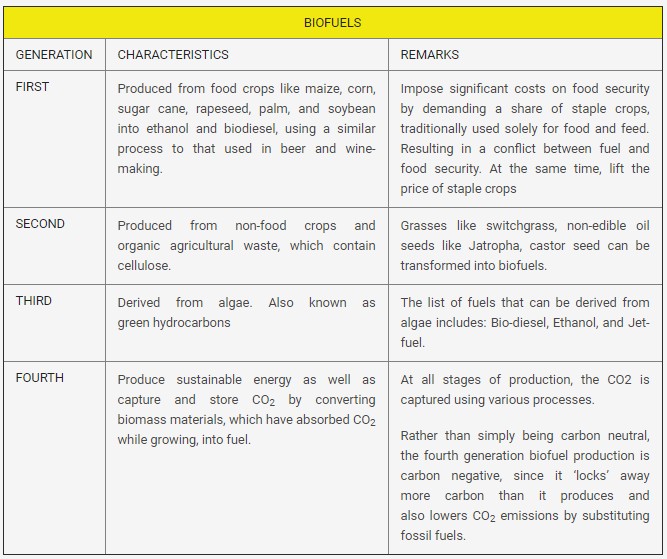 BIOFUELS
GENERATION CHARACTERISTICS REMARKS
FIRST
Produced from food crops like maize, corn,
sugar cane, rapeseed, palm, and soybean
into ethanol and biodiesel, using a similar
process to that used in beer and wine-
making.
Impose significant costs on food security
by demanding a share of staple crops,
traditionally used solely for food and feed.
Resulting in a conflict between fuel and
food security. At the same time, lift the
price of staple crops
SECOND
Produced from non-food crops and
organic agricultural waste, which contain
cellulose.
Grasses like switchgrass, non-edible oil
seeds like Jatropha, castor seed can be
transformed into biofuels.
THIRD
Derived from algae. Also known as
green hydrocarbons
The list of fuels that can be derived from
algae includes: Bio-diesel, Ethanol, and Jet-
fuel.
FOURTH
Produce sustainable energy as well as
capture and store CO₂ by converting
biomass materials, which have absorbed CO₂
while growing, into fuel.
At all stages of production, the CO2 is
captured using various processes.
Rather than simply being carbon neutral,
the fourth generation biofuel production is
carbon negative, since it ‘locks’ away
more carbon than it produces and
also lowers CO₂ emissions by substituting
fossil fuels.